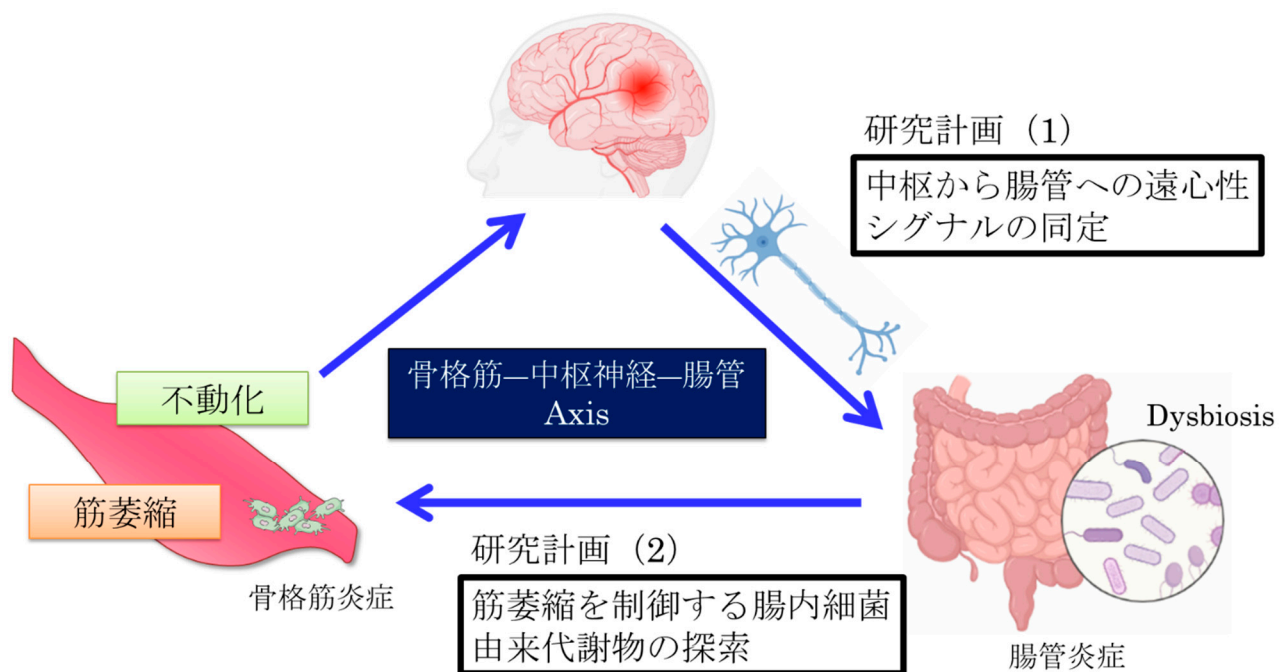 研究計画（1）
中枢から腸管への遠心性
シグナルの同定
骨格筋—中枢神経—腸管
Axis
不動化
筋萎縮
骨格筋炎症
Dysbiosis
腸管炎症
研究計画（2）
筋萎縮を制御する腸内細菌
由来代謝物の探索